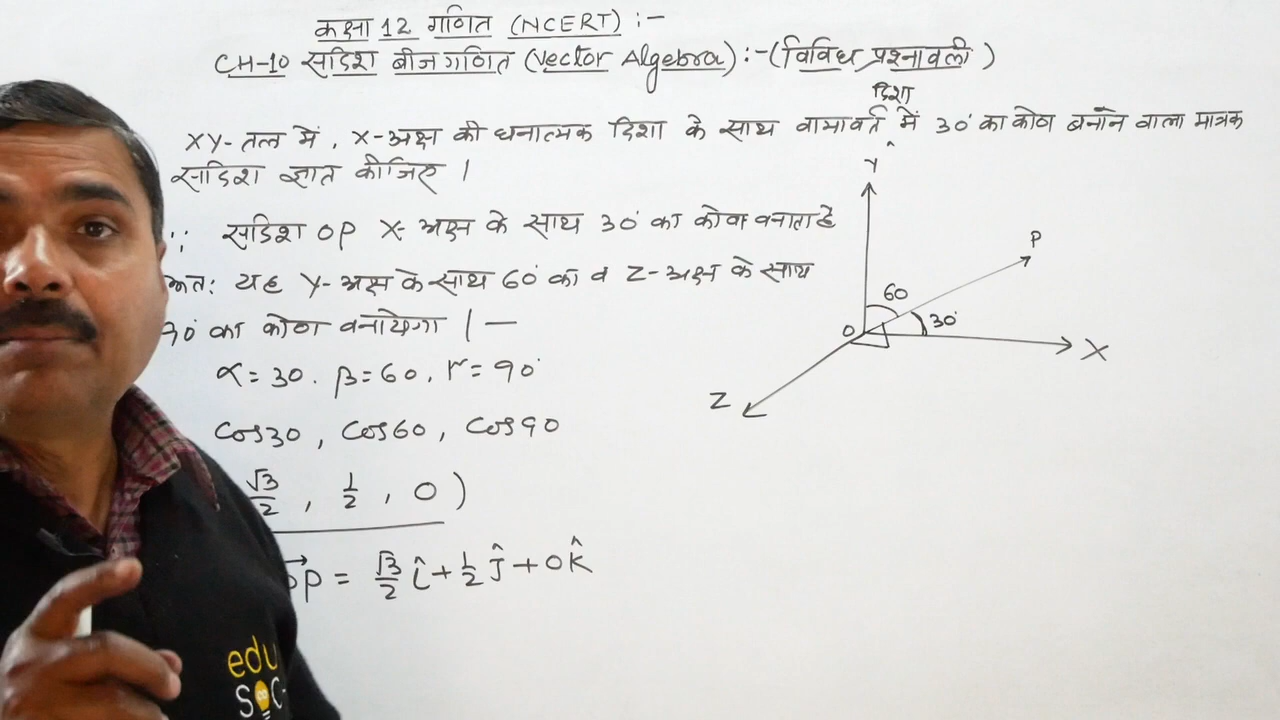 कक्षा 12 गणित (NCERT) :-
CH-10 सदिश बीजगणित (Vector Algebra) :- (विविध प्रश्नावली)
दिशा
XY- तल में, X-अक्ष की धनात्मक दिशा के साथ वामावर्त में 30° का कोण बनाने वाला मात्रक
सदिश ज्ञात कीजिए |
∵ सदिश OP X- अक्ष के साथ 30° का कोण बनाता है
अत: यह Y-अक्ष के साथ 60° का व Z-अक्ष के साथ
90° का कोण बनायेगा | —
α = 30. β = 60, r = 90°
cos30, cos60, cos90
√3/2, 1/2, 0)
OP = √3/2 î + 1/2 ĵ + 0k̂
Y
P
60
30°
O
X
Z
edu
SOC-